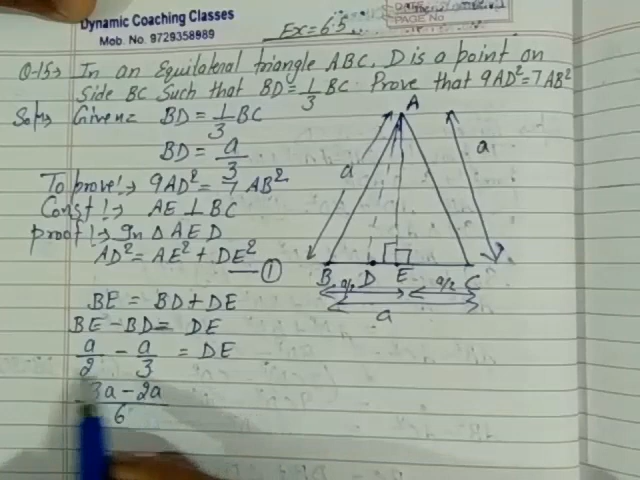 Dynamic Coaching Classes
Mob. No. 9729358989
Ex=6.5
PAGE No
Q-15→ In an Equilateral triangle ABC, D is a point on
Side BC Such that BD=1/3 BC. Prove that 9AD²=7AB²
Soln→ Given= BD=1/3 BC
BD=a/3
To prove!→ 9AD²=7AB²
Const!→ AE⊥BC
Proof!→ In △AED
AD²=AE²+DE² —①
BE=BD+DE
BE-BD=DE
a/2-a/3=DE
3a-2a/6
A
a
a
B
D
E
C
a/2
a